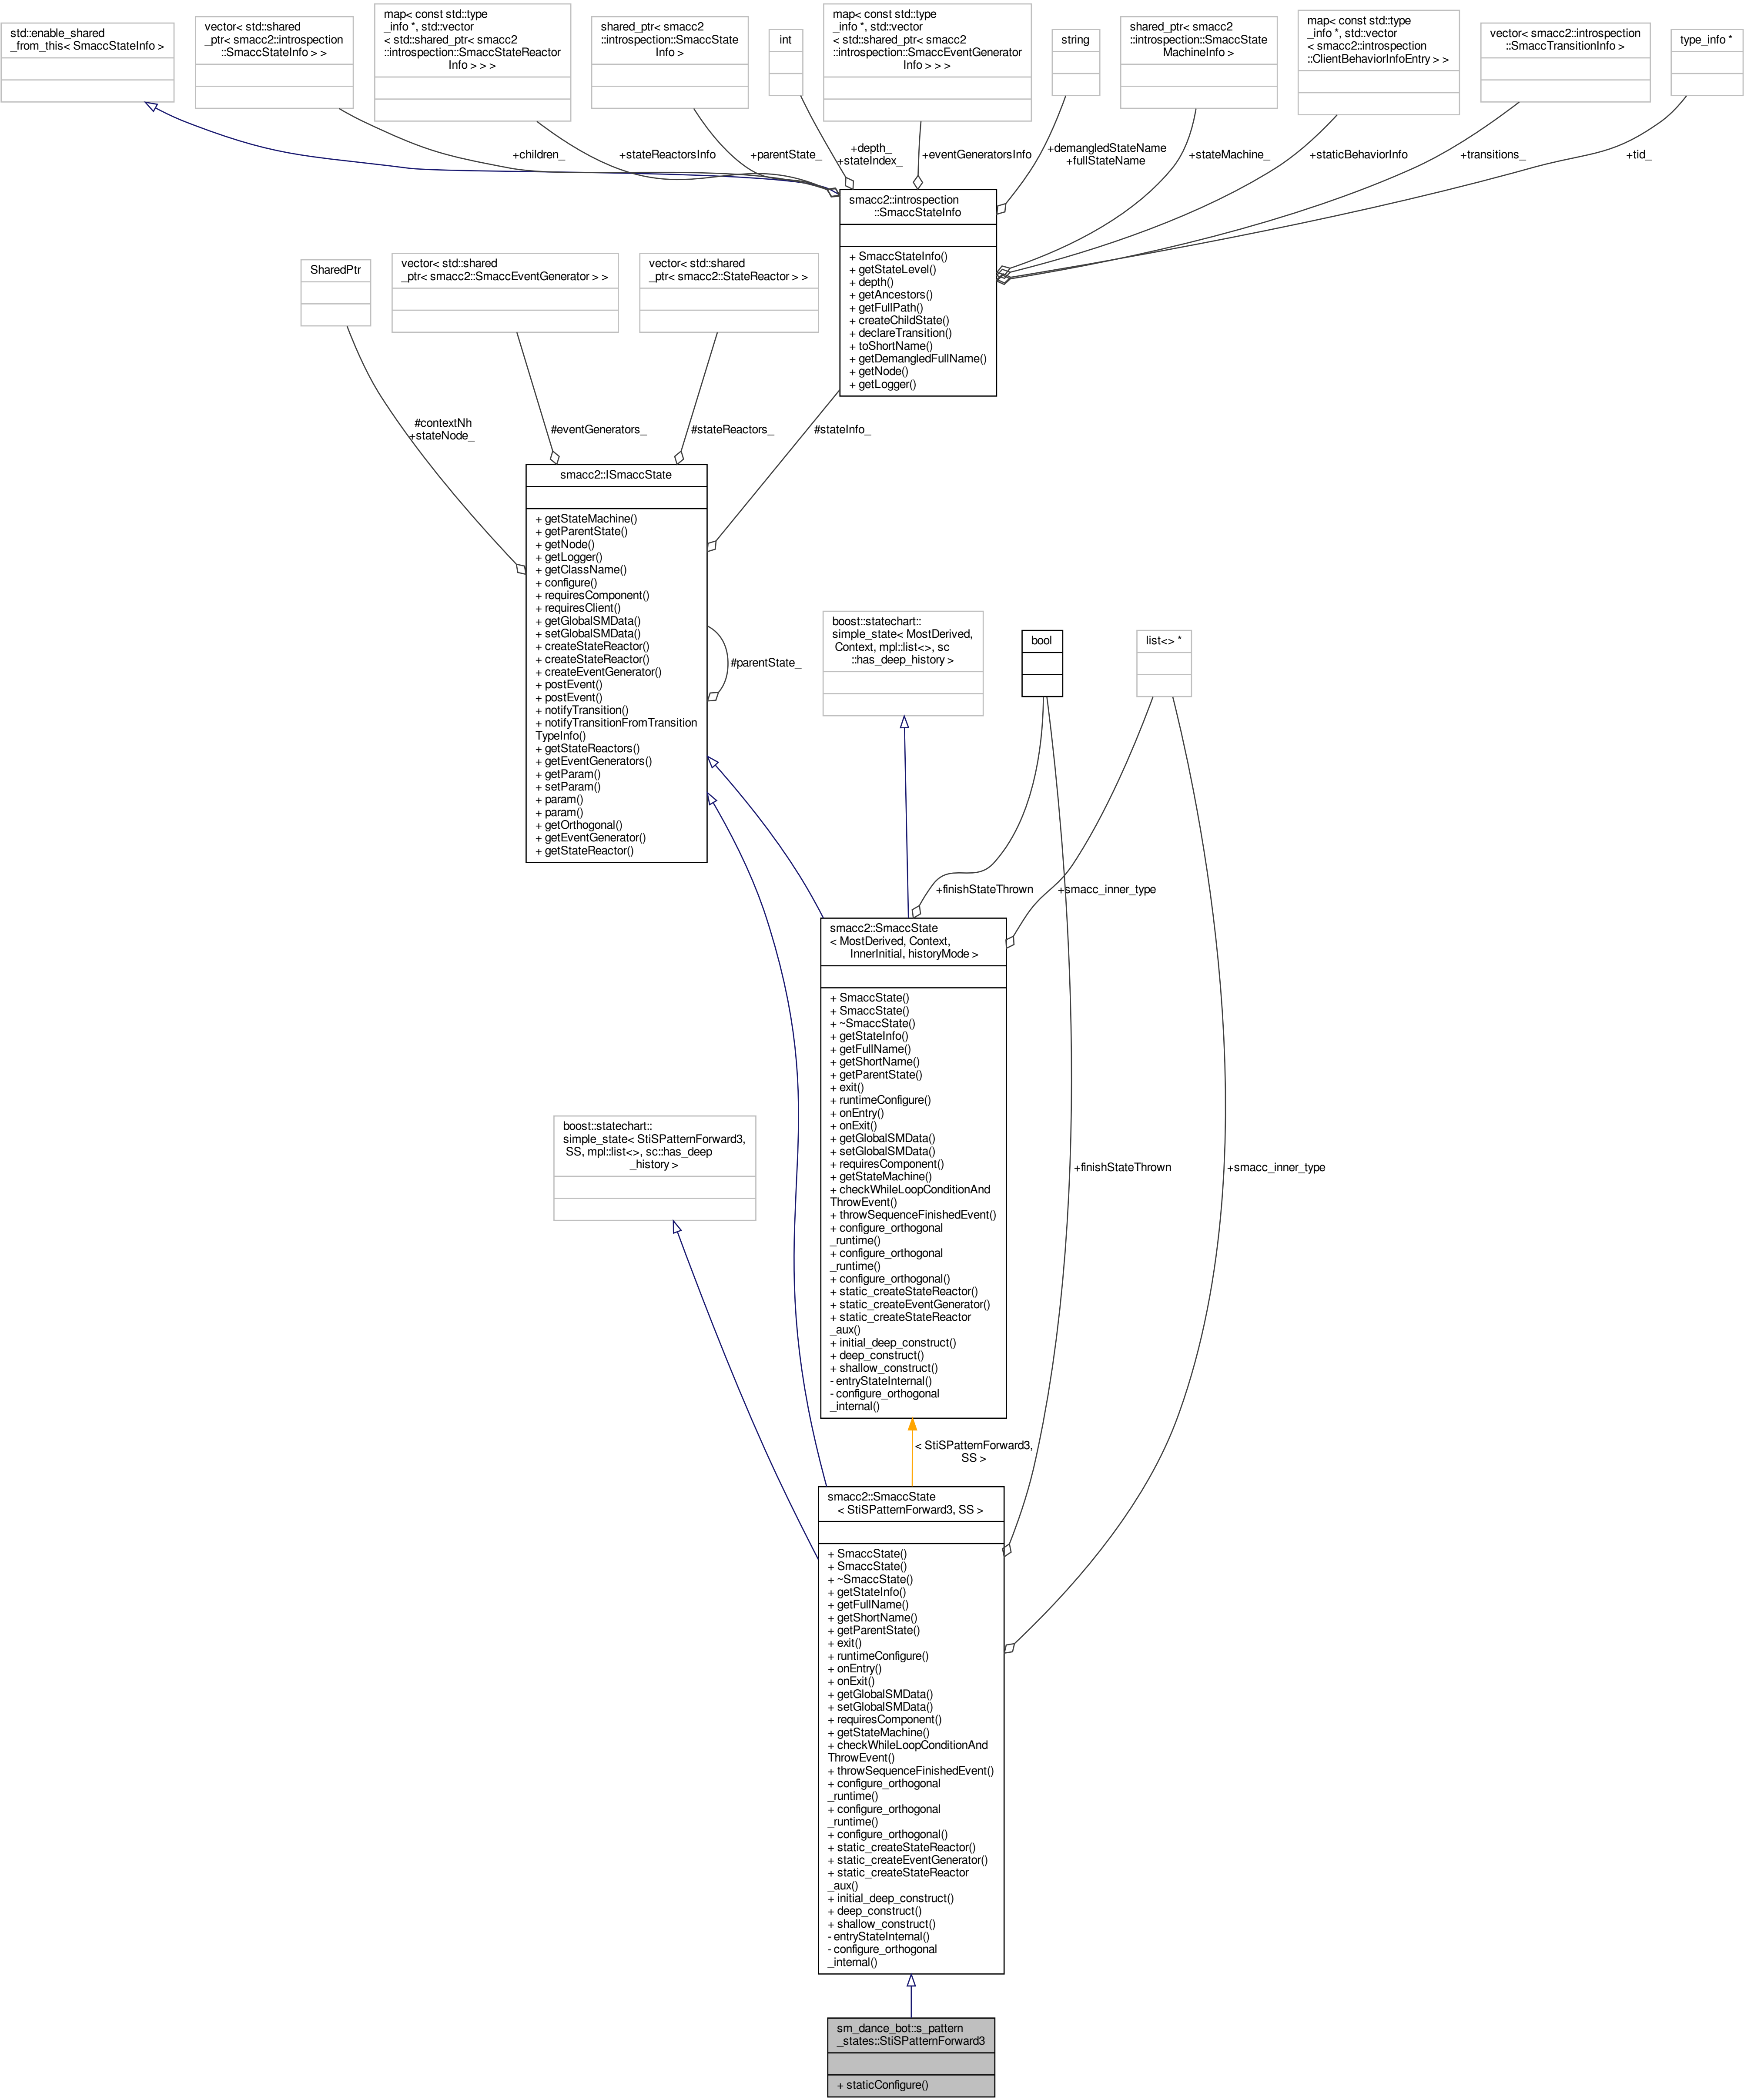 std::enable_shared
_from_this< SmaccStateInfo >
vector< std::shared
_ptr< smacc2::introspection
::SmaccStateInfo > >
map< const std::type
_info *, std::vector
< std::shared_ptr< smacc2
::introspection::SmaccStateReactor
Info > > >
shared_ptr< smacc2
::introspection::SmaccState
Info >
int
map< const std::type
_info *, std::vector
< std::shared_ptr< smacc2
::introspection::SmaccEventGenerator
Info > > >
string
shared_ptr< smacc2
::introspection::SmaccState
MachineInfo >
map< const std::type
_info *, std::vector
< smacc2::introspection
::ClientBehaviorInfoEntry > >
vector< smacc2::introspection
::SmaccTransitionInfo >
type_info *
+children_
+stateReactorsInfo
+parentState_
+depth_
+stateIndex_
+eventGeneratorsInfo
+demangledStateName
+fullStateName
+stateMachine_
+staticBehaviorInfo
+transitions_
+tid_
smacc2::introspection
::SmaccStateInfo
+ SmaccStateInfo()
+ getStateLevel()
+ depth()
+ getAncestors()
+ getFullPath()
+ createChildState()
+ declareTransition()
+ toShortName()
+ getDemangledFullName()
+ getNode()
+ getLogger()
SharedPtr
vector< std::shared
_ptr< smacc2::SmaccEventGenerator > >
vector< std::shared
_ptr< smacc2::StateReactor > >
#contextNh
+stateNode_
#eventGenerators_
#stateReactors_
#stateInfo_
smacc2::ISmaccState
+ getStateMachine()
+ getParentState()
+ getNode()
+ getLogger()
+ getClassName()
+ configure()
+ requiresComponent()
+ requiresClient()
+ getGlobalSMData()
+ setGlobalSMData()
+ createStateReactor()
+ createStateReactor()
+ createEventGenerator()
+ postEvent()
+ postEvent()
+ notifyTransition()
+ notifyTransitionFromTransition
TypeInfo()
+ getStateReactors()
+ getEventGenerators()
+ getParam()
+ setParam()
+ param()
+ param()
+ getOrthogonal()
+ getEventGenerator()
+ getStateReactor()
#parentState_
boost::statechart::
simple_state< MostDerived,
Context, mpl::list<>, sc
::has_deep_history >
bool
list<> *
+finishStateThrown
+smacc_inner_type
smacc2::SmaccState
< MostDerived, Context,
InnerInitial, historyMode >
+ SmaccState()
+ SmaccState()
+ ~SmaccState()
+ getStateInfo()
+ getFullName()
+ getShortName()
+ getParentState()
+ exit()
+ runtimeConfigure()
+ onEntry()
+ onExit()
+ getGlobalSMData()
+ setGlobalSMData()
+ requiresComponent()
+ getStateMachine()
+ checkWhileLoopConditionAnd
ThrowEvent()
+ throwSequenceFinishedEvent()
+ configure_orthogonal
_runtime()
+ configure_orthogonal
_runtime()
+ configure_orthogonal()
+ static_createStateReactor()
+ static_createEventGenerator()
+ static_createStateReactor
_aux()
+ initial_deep_construct()
+ deep_construct()
+ shallow_construct()
- entryStateInternal()
- configure_orthogonal
_internal()
boost::statechart::
simple_state< StiSPatternForward3,
SS, mpl::list<>, sc::has_deep
_history >
+finishStateThrown
+smacc_inner_type
< StiSPatternForward3,
SS >
smacc2::SmaccState
< StiSPatternForward3, SS >
+ SmaccState()
+ SmaccState()
+ ~SmaccState()
+ getStateInfo()
+ getFullName()
+ getShortName()
+ getParentState()
+ exit()
+ runtimeConfigure()
+ onEntry()
+ onExit()
+ getGlobalSMData()
+ setGlobalSMData()
+ requiresComponent()
+ getStateMachine()
+ checkWhileLoopConditionAnd
ThrowEvent()
+ throwSequenceFinishedEvent()
+ configure_orthogonal
_runtime()
+ configure_orthogonal
_runtime()
+ configure_orthogonal()
+ static_createStateReactor()
+ static_createEventGenerator()
+ static_createStateReactor
_aux()
+ initial_deep_construct()
+ deep_construct()
+ shallow_construct()
- entryStateInternal()
- configure_orthogonal
_internal()
sm_dance_bot::s_pattern
_states::StiSPatternForward3
+ staticConfigure()